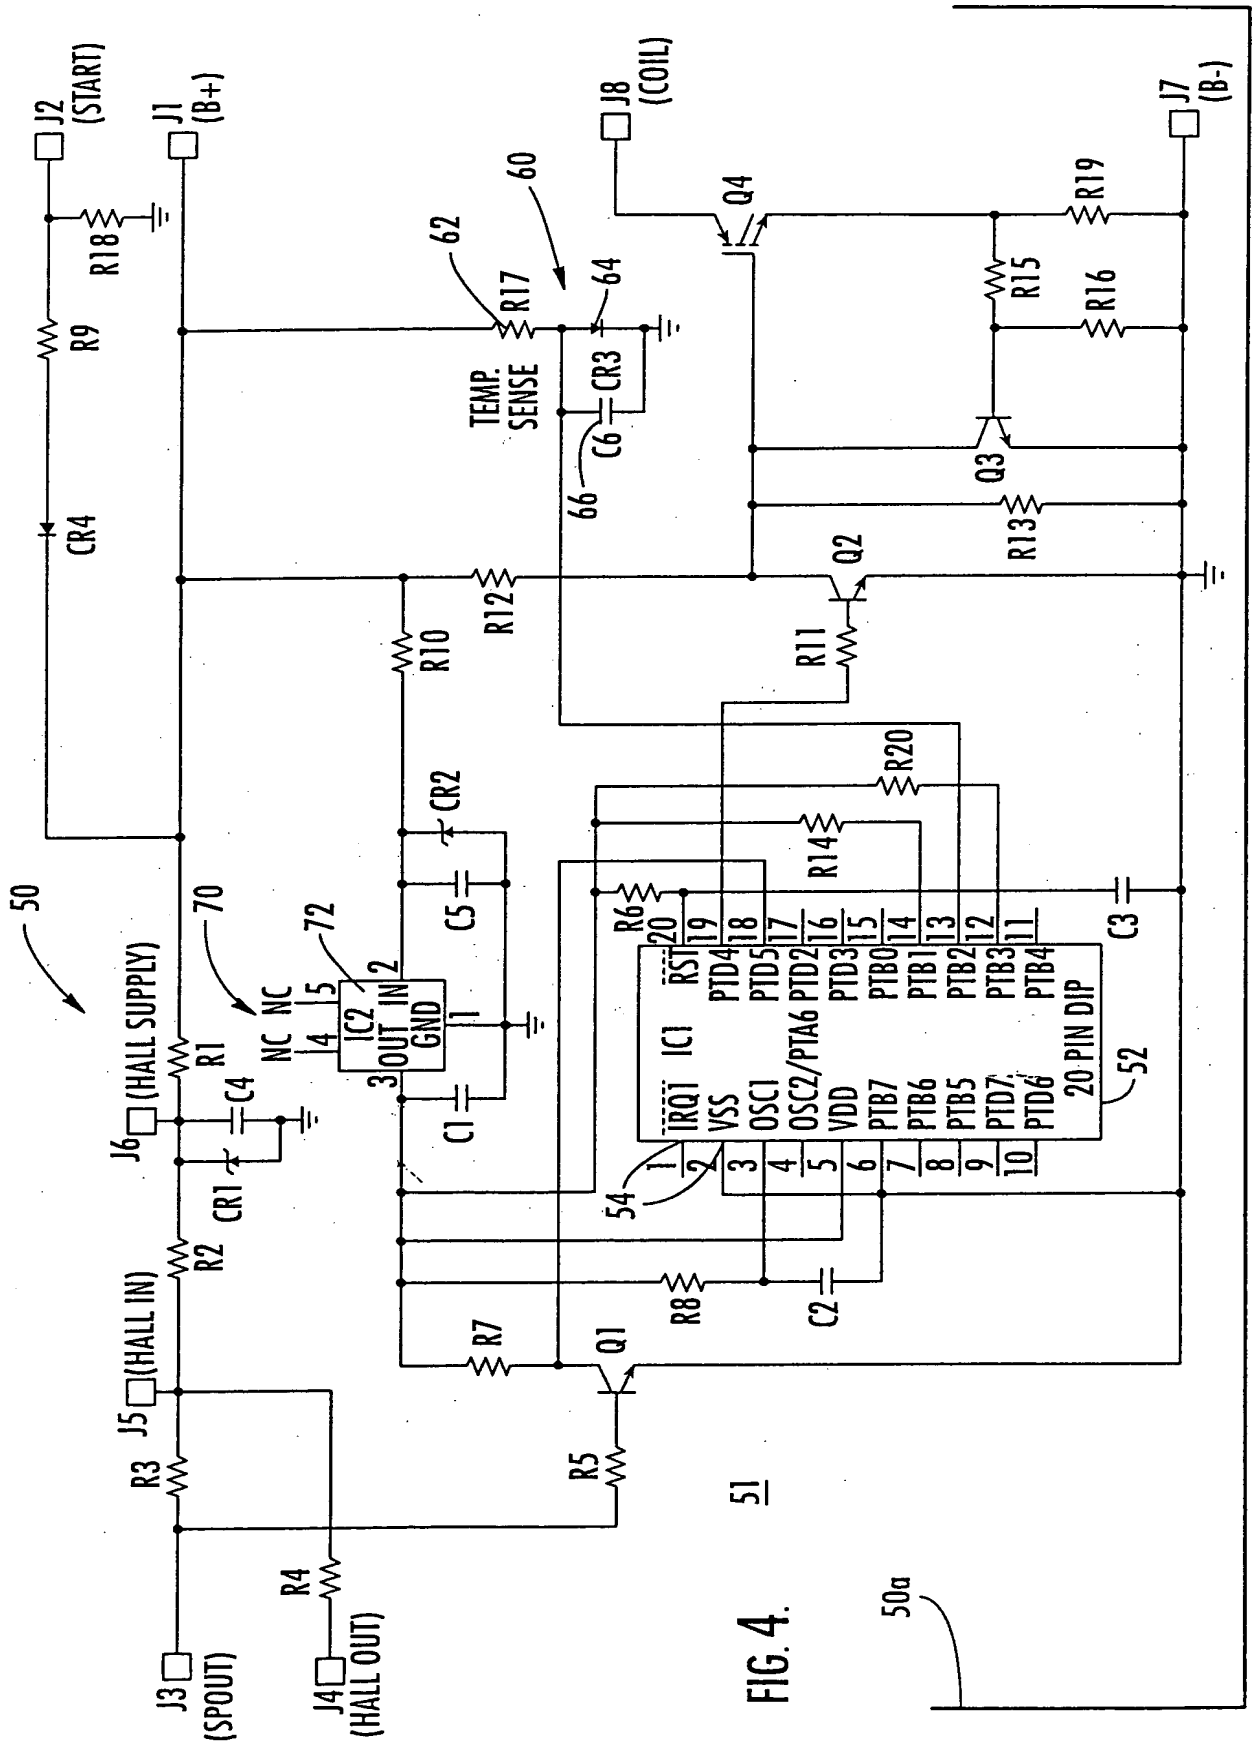 J3
(SPOUT)
J4
(HALL OUT)
R4
R3
J5
(HALL IN)
R2
CR1
J6
(HALL SUPPLY)
C4
R1
50
CR4
R9
J2
(START)
R18
J1
(B+)
70
NC NC
4 5
72
IC2
3 OUT IN 2
GND
1
C1
C5
CR2
R10
R12
TEMP.
SENSE
62
R17
60
64
CR3
C6
66
J8
(COIL)
Q4
R5
R7
Q1
R8
C2
54
R6
R14
R20
R11
Q2
R13
Q3
R15
R16
R19
J7
(B-)
C3
IC1
1 IRQ1 RST 20
2 VSS PTD4 19
3 OSC1 PTD5 18
4 OSC2/PTA6 PTD2 17
5 VDD PTD3 16
6 PTB7 PTB0 15
7 PTB6 PTB1 14
8 PTB5 PTB2 13
9 PTD7 PTB3 12
10 PTD6 PTB4 11
20 PIN DIP
52
51
FIG. 4.
50a